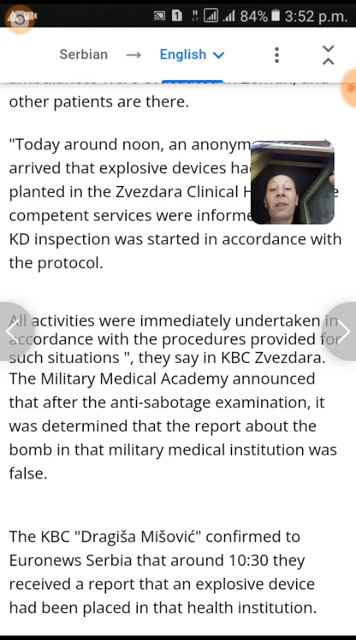 84% 3:52 p.m.
Serbian → English
other patients are there.
"Today around noon, an anonym
arrived that explosive devices ha
planted in the Zvezdara Clinical H
competent services were informe
KD inspection was started in accordance with
the protocol.
All activities were immediately undertaken in
accordance with the procedures provided for
such situations ", they say in KBC Zvezdara.
The Military Medical Academy announced
that after the anti-sabotage examination, it
was determined that the report about the
bomb in that military medical institution was
false.
The KBC "Dragiša Mišović" confirmed to
Euronews Serbia that around 10:30 they
received a report that an explosive device
had been placed in that health institution.